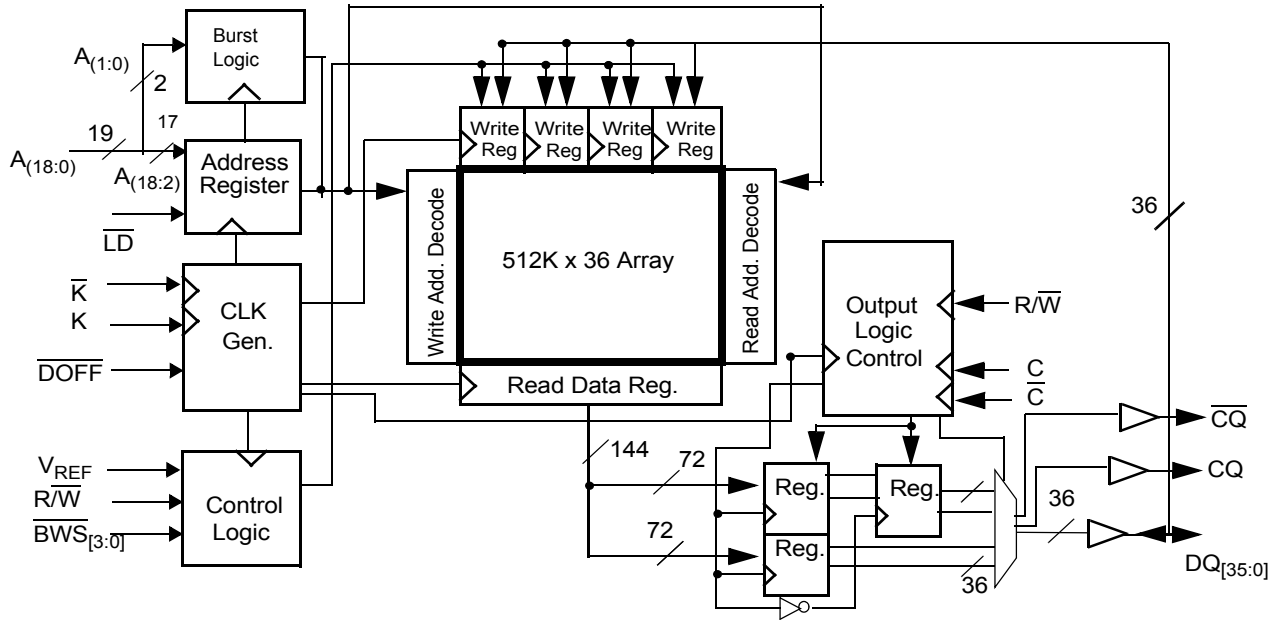 Burst
Logic
A(1:0)
2
19
17
A(18:0)
A(18:2)
Address
Register
LD
K
K
CLK
Gen.
DOFF
VREF
R/W
BWS[3:0]
Control
Logic
Write
Reg
Write
Reg
Write
Reg
Write
Reg
Write Add. Decode
512K x 36 Array
Read Add. Decode
Read Data Reg.
144
72
72
Output
Logic
Control
R/W
C
C
36
Reg.
Reg.
Reg.
36
36
CQ
CQ
DQ[35:0]